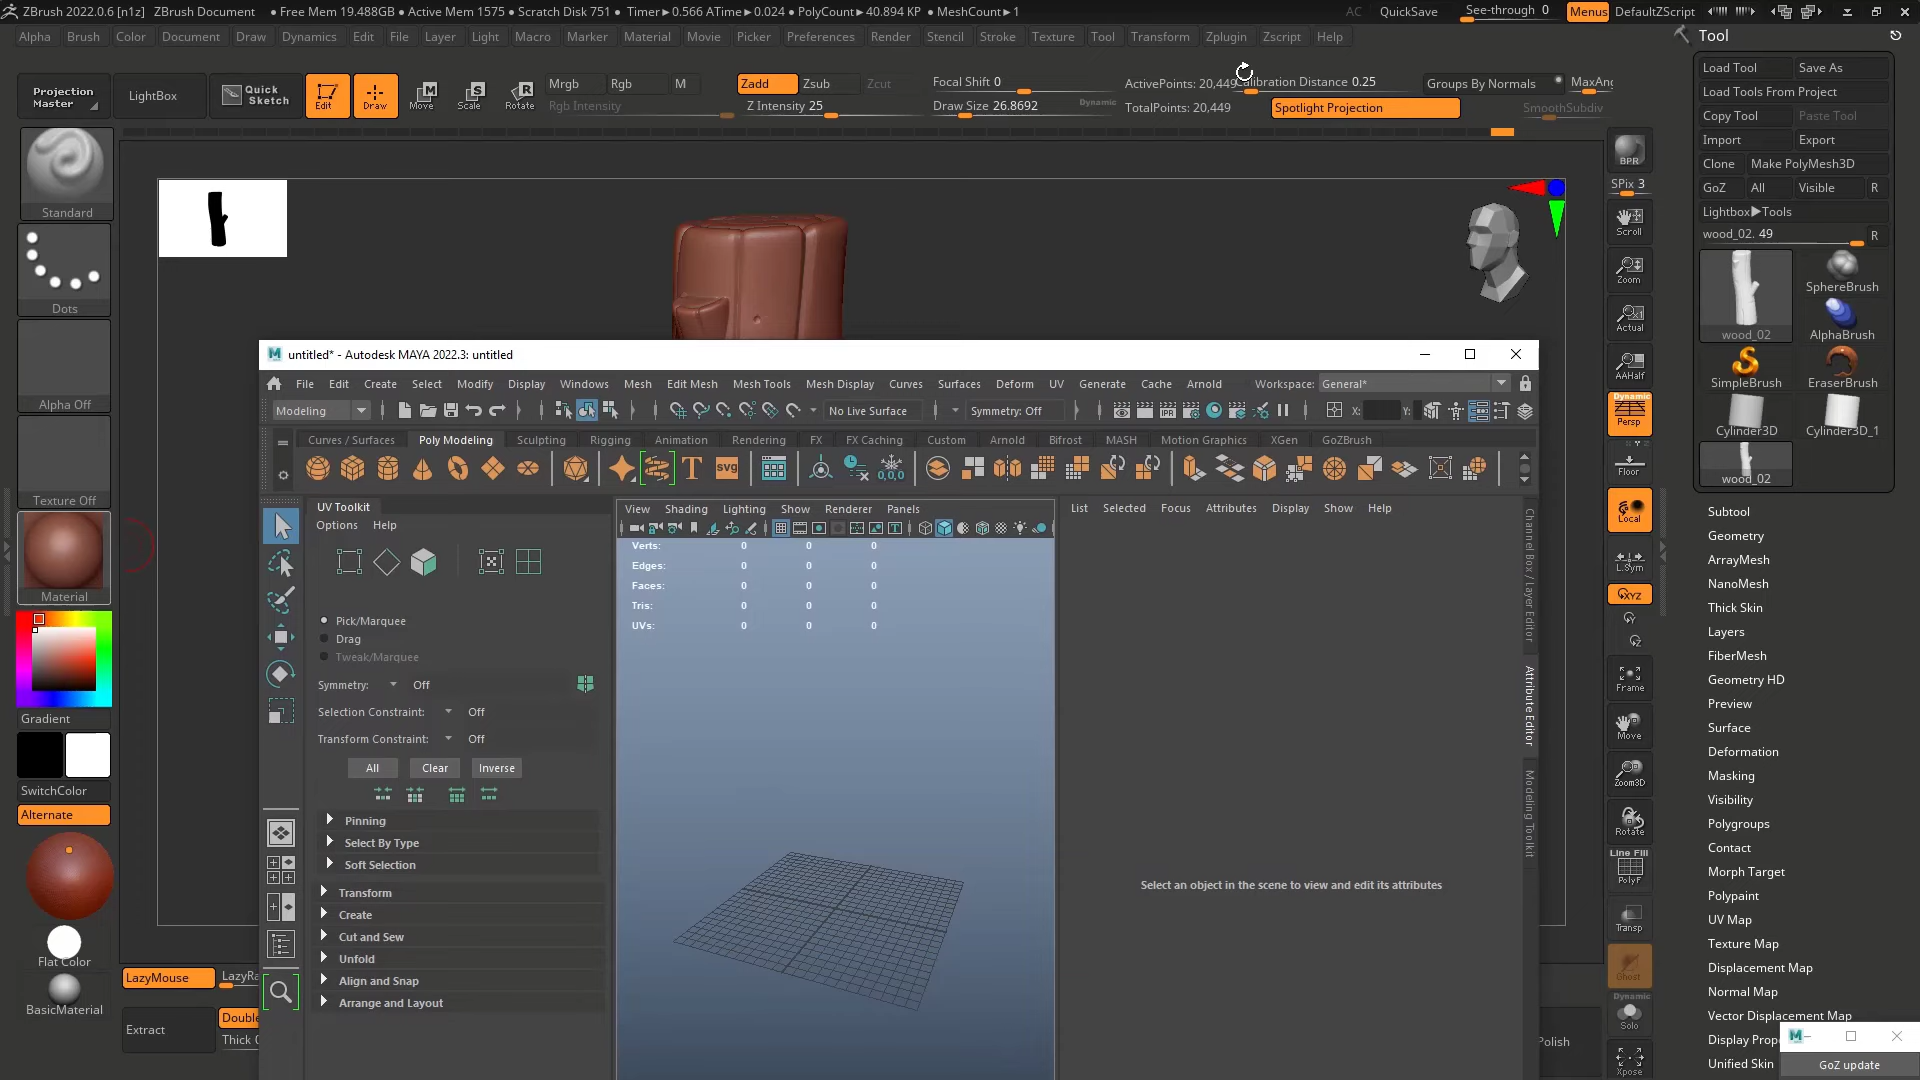 ZBrush 2022.0.6 [n1z] ZBrush Document ● Free Mem 19.488GB ● Active Mem 1575 ● Scratch Disk 751 ● Timer▶0.566 ATime▶0.024 ● PolyCount▶40.894 KP ● MeshCount▶1 AC QuickSave See-through 0 Menus DefaultZScript
Alpha Brush Color Document Draw Dynamics Edit File Layer Light Macro Marker Material Movie Picker Preferences Render Stencil Stroke Texture Tool Transform Zplugin Zscript Help
Projection Master
LightBox
Quick Sketch
Edit Draw Move Scale Rotate
Mrgb Rgb M
Rgb Intensity
Zadd Zsub Zcut
Z Intensity 25
Focal Shift 0
Draw Size 26.8692 Dynamic
ActivePoints: 20,449
TotalPoints: 20,449
alibration Distance 0.25
Spotlight Projection
Groups By Normals
MaxAng
SmoothSubdiv
Standard
Dots
Alpha Off
Texture Off
Material
Gradient
SwitchColor
Alternate
Flat Color
BasicMaterial
LazyMouse LazyRa
Extract
Double
Thick 0
Polish
BPR
SPix 3
Scroll
Zoom
Actual
AAHalf
Dynamic
Persp
Floor
Local
L.Sym
XYZ
Y
Z
Frame
Move
Zoom3D
Rotate
Line Fill
PolyF
Transp
Ghost
Dynamic
Solo
Xpose
Tool
Load Tool Save As
Load Tools From Project
Copy Tool Paste Tool
Import Export
Clone Make PolyMesh3D
GoZ All Visible R
Lightbox▶Tools
wood_02. 49 R
wood_02
SphereBrush
AlphaBrush
SimpleBrush
EraserBrush
Cylinder3D
Cylinder3D_1
wood_02
Subtool
Geometry
ArrayMesh
NanoMesh
Thick Skin
Layers
FiberMesh
Geometry HD
Preview
Surface
Deformation
Masking
Visibility
Polygroups
Contact
Morph Target
Polypaint
UV Map
Texture Map
Displacement Map
Normal Map
Vector Displacement Map
Display Prope
Unified Skin
GoZ update
untitled* - Autodesk MAYA 2022.3: untitled
File Edit Create Select Modify Display Windows Mesh Edit Mesh Mesh Tools Mesh Display Curves Surfaces Deform UV Generate Cache Arnold Workspace: General*
Modeling No Live Surface Symmetry: Off X: Y:
Curves / Surfaces Poly Modeling Sculpting Rigging Animation Rendering FX FX Caching Custom Arnold Bifrost MASH Motion Graphics XGen GoZBrush
T svg 0,0,0
UV Toolkit
Options Help
Pick/Marquee
Drag
Tweak/Marquee
Symmetry: Off
Selection Constraint: Off
Transform Constraint: Off
All Clear Inverse
Pinning
Select By Type
Soft Selection
Transform
Create
Cut and Sew
Unfold
Align and Snap
Arrange and Layout
View Shading Lighting Show Renderer Panels
Verts: 0 0 0
Edges: 0 0 0
Faces: 0 0 0
Tris: 0 0 0
UVs: 0 0 0
List Selected Focus Attributes Display Show Help
Select an object in the scene to view and edit its attributes
Channel Box / Layer Editor
Attribute Editor
Modeling Toolkit